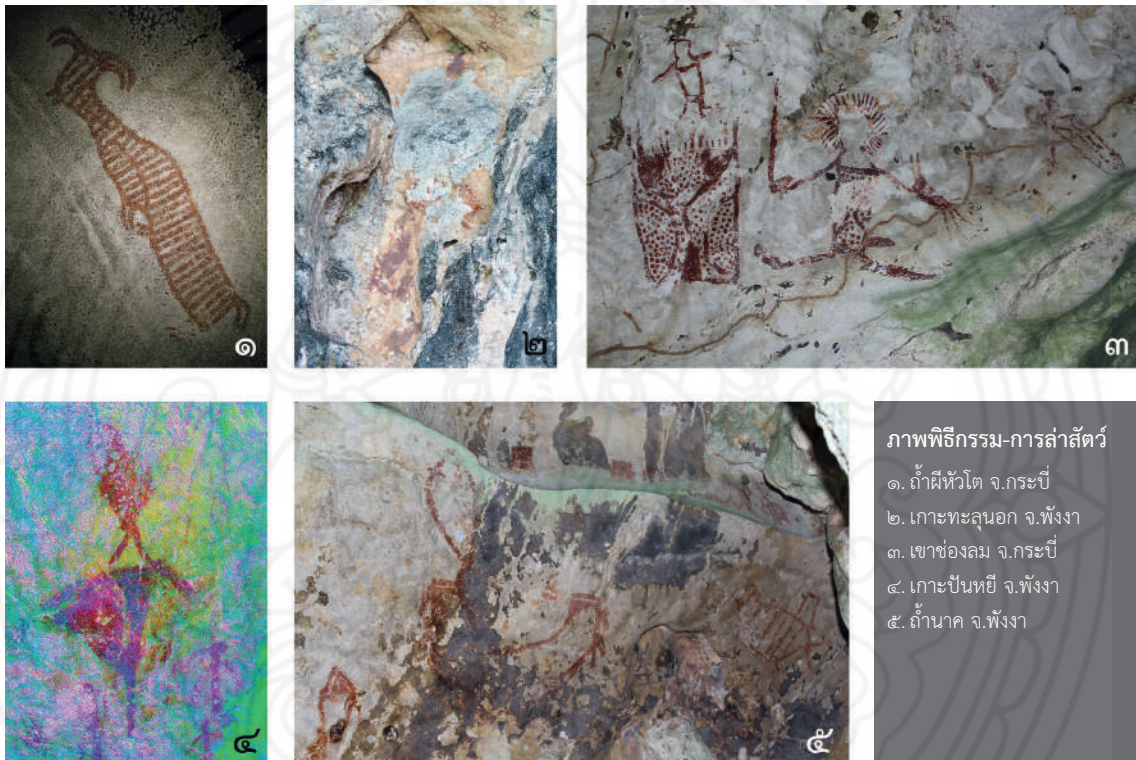 ๑
๒
๓
๔
๕
ภาพพิธีกรรม-การล่าสัตว์
๑. ถ้ำผีหัวโต จ.กระบี่
๒. เกาะทะลุนอก จ.พังงา
๓. เขาช่องลม จ.กระบี่
๔. เกาะปันหยี จ.พังงา
๕. ถ้ำนาค จ.พังงา